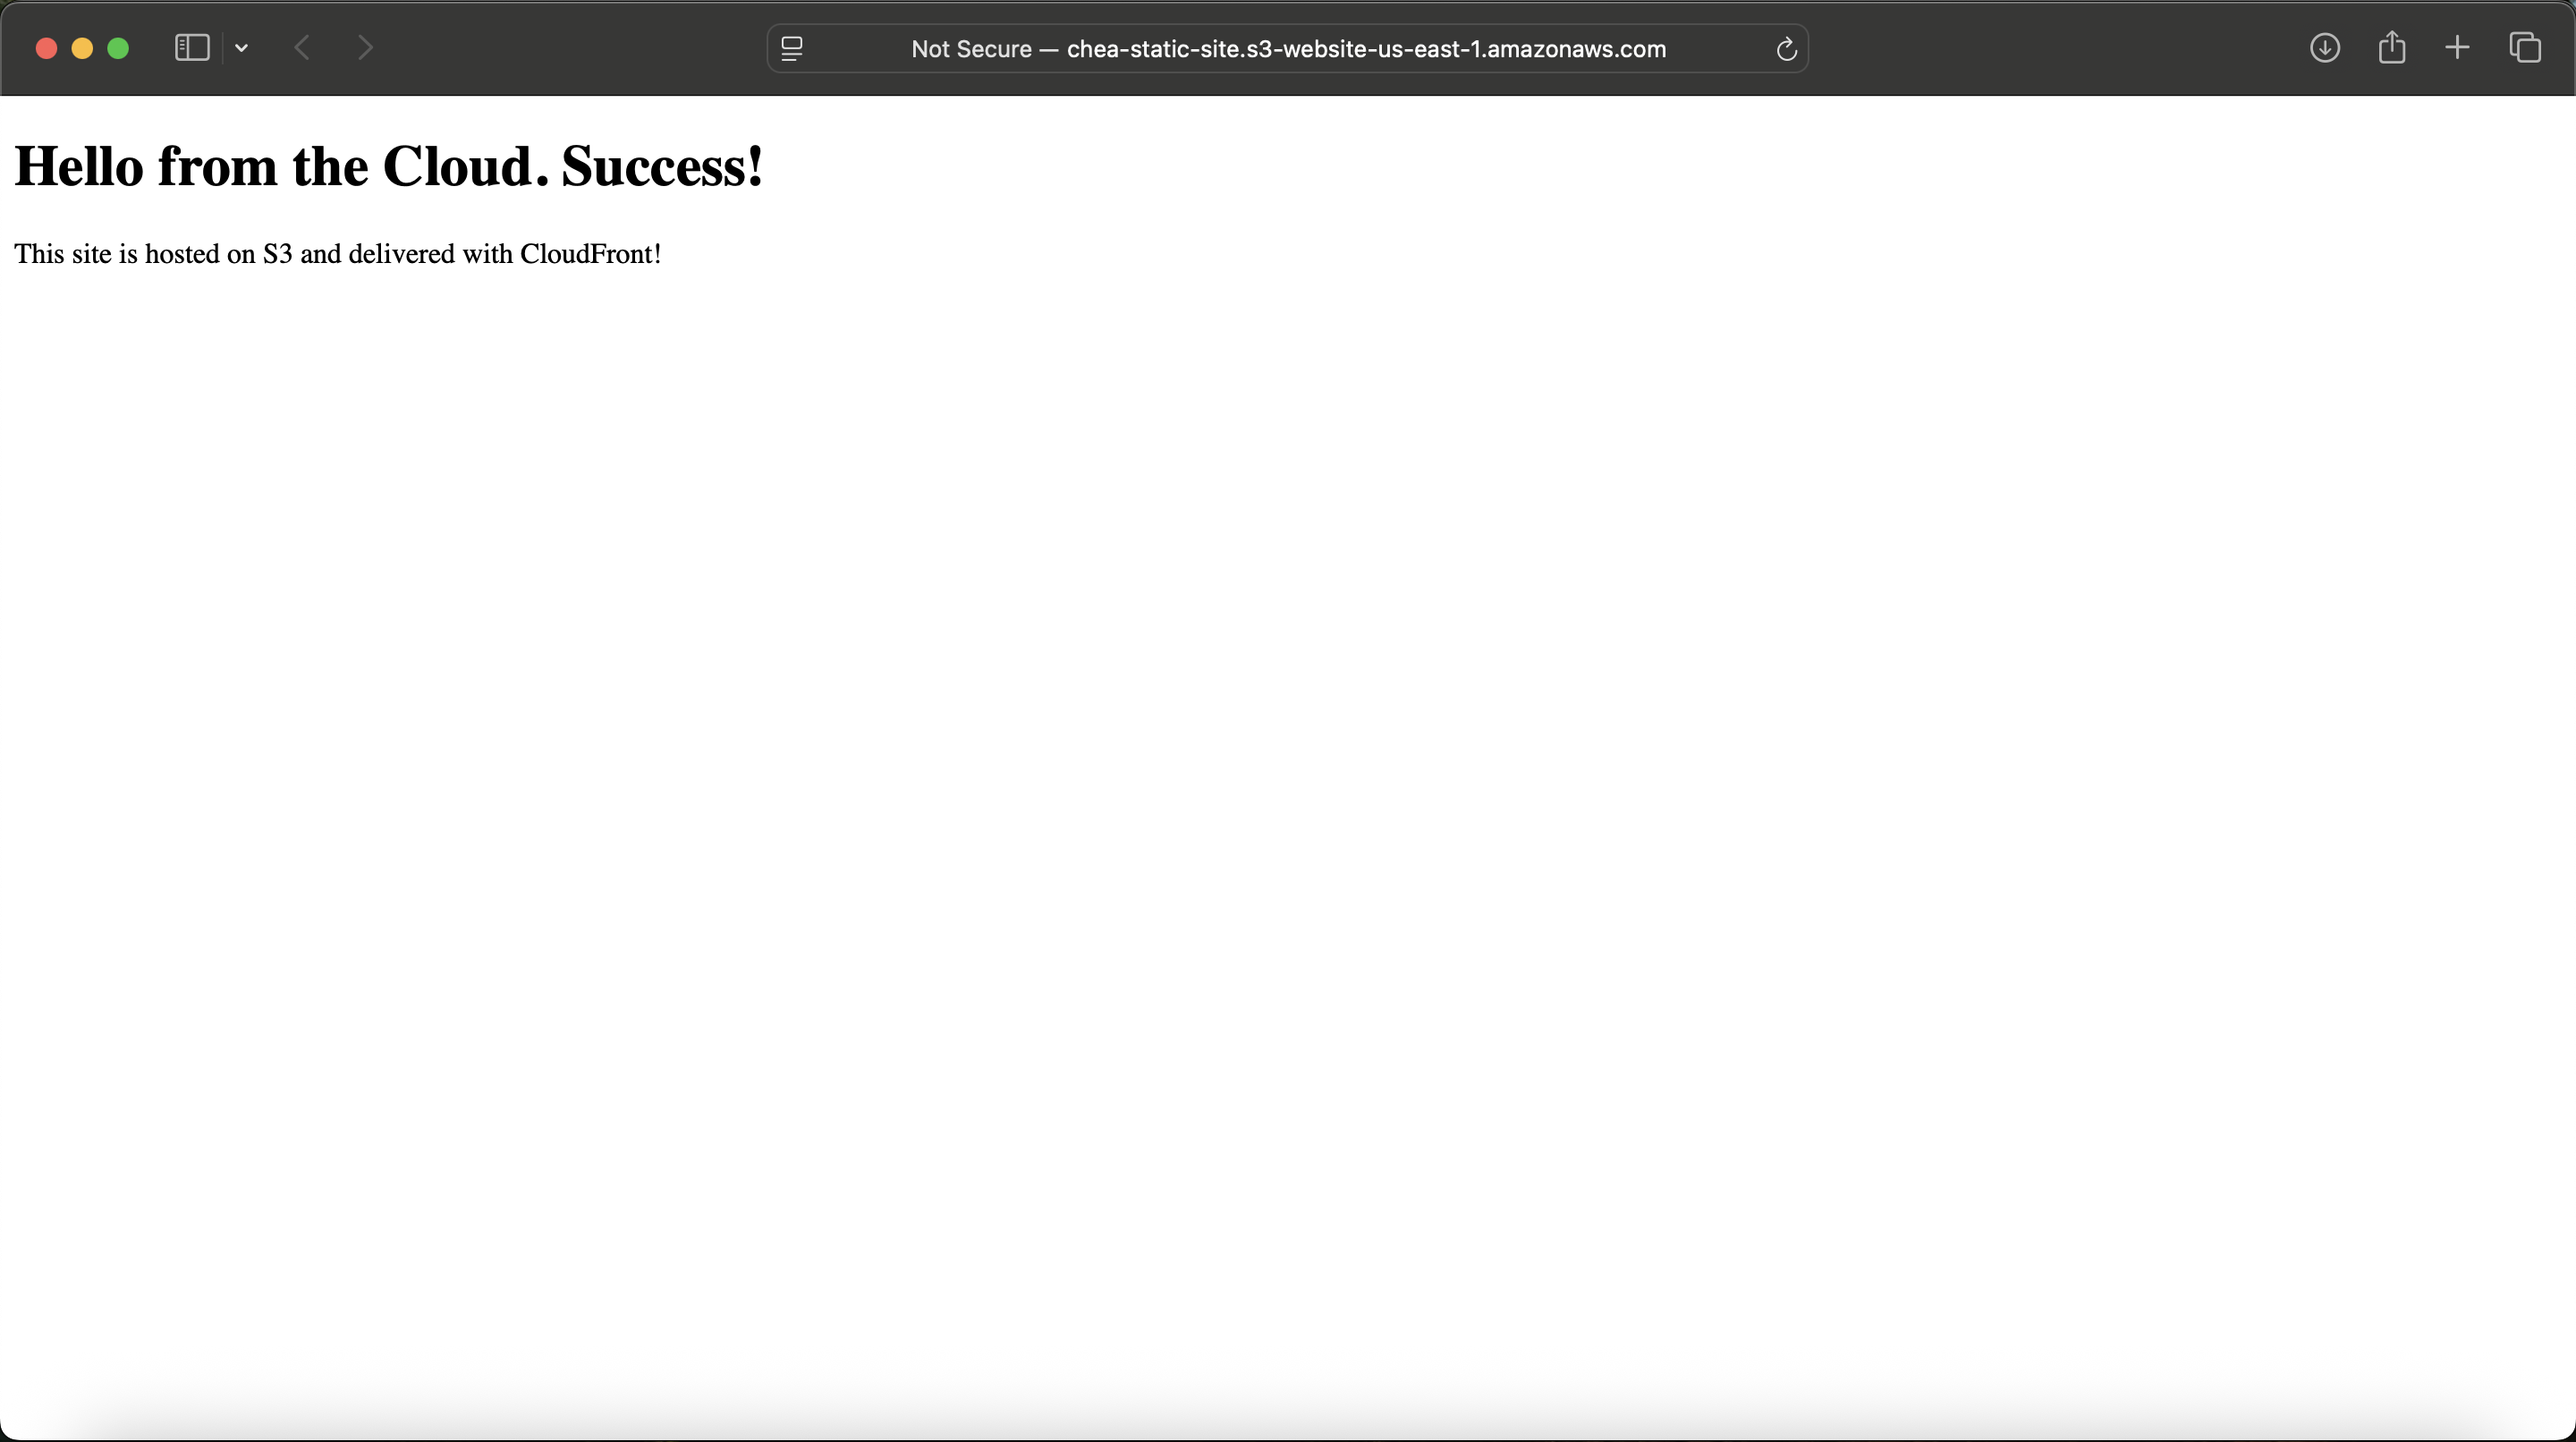 Not Secure — chea-static-site.s3-website-us-east-1.amazonaws.com
Hello from the Cloud. Success!
This site is hosted on S3 and delivered with CloudFront!